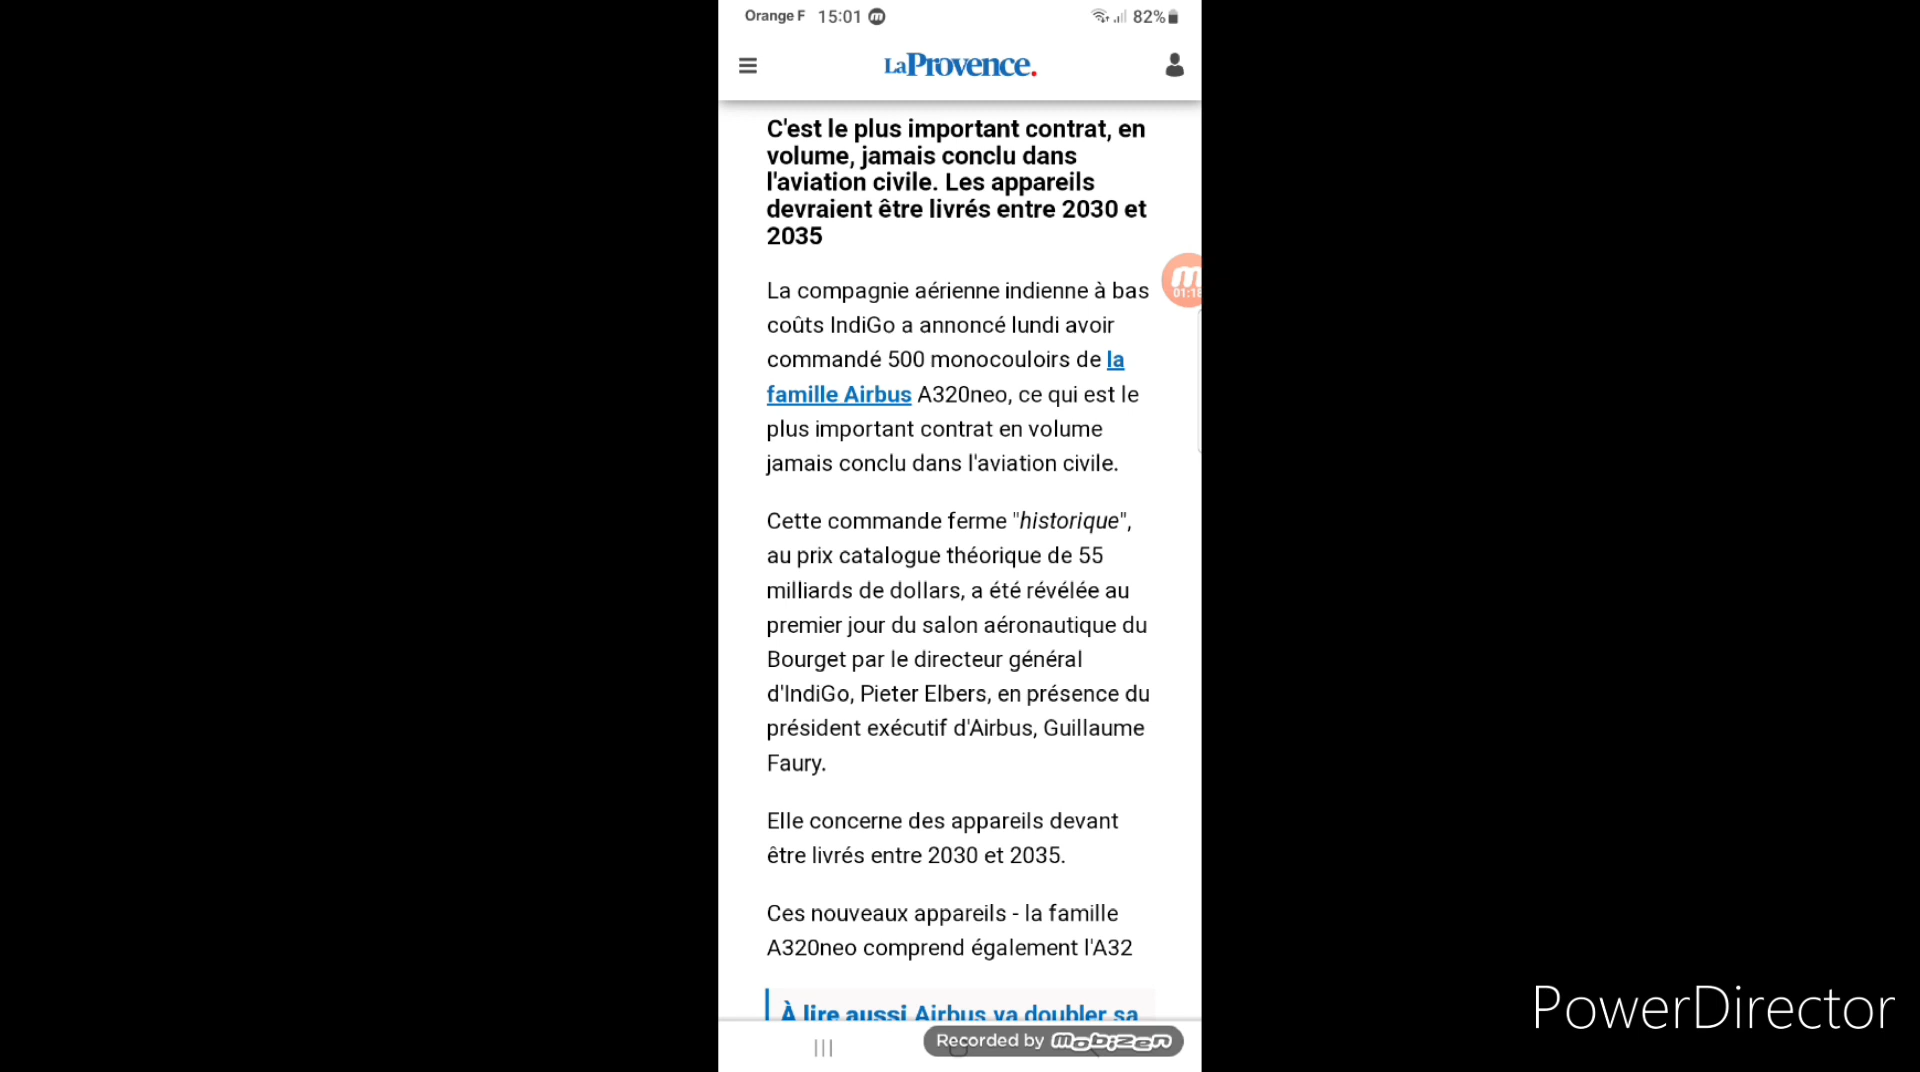 Orange F 15:01 m 82%
LaProvence.
C'est le plus important contrat, en
volume, jamais conclu dans
l'aviation civile. Les appareils
devraient être livrés entre 2030 et
2035
La compagnie aérienne indienne à bas
coûts IndiGo a annoncé lundi avoir
commandé 500 monocouloirs de la
famille Airbus A320neo, ce qui est le
plus important contrat en volume
jamais conclu dans l'aviation civile.
m
Cette commande ferme "historique",
au prix catalogue théorique de 55
milliards de dollars, a été révélée au
premier jour du salon aéronautique du
Bourget par le directeur général
d'IndiGo, Pieter Elbers, en présence du
président exécutif d'Airbus, Guillaume
Faury.
Elle concerne des appareils devant
être livrés entre 2030 et 2035.
Ces nouveaux appareils - la famille
A320neo comprend également l'A32
À lire aussi Airbus va doubler sa
Recorded by mobizen
PowerDirector